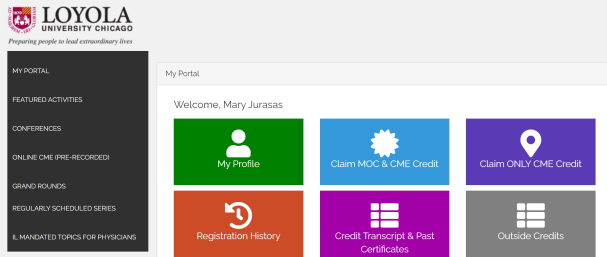 LOYOLA
UNIVERSITY CHICAGO
Preparing people to lead extraordinary lives
MY PORTAL
FEATURED ACTIVITIES
CONFERENCES
ONLINE CME (PRE-RECORDED)
GRAND ROUNDS
REGULARLY SCHEDULED SERIES
IL MANDATED TOPICS FOR PHYSICIANS
My Portal
Welcome, Mary Jurasas
My Profile
Claim MOC & CME Credit
Claim ONLY CME Credit
Registration History
Credit Transcript & Past
Certificates
Outside Credits